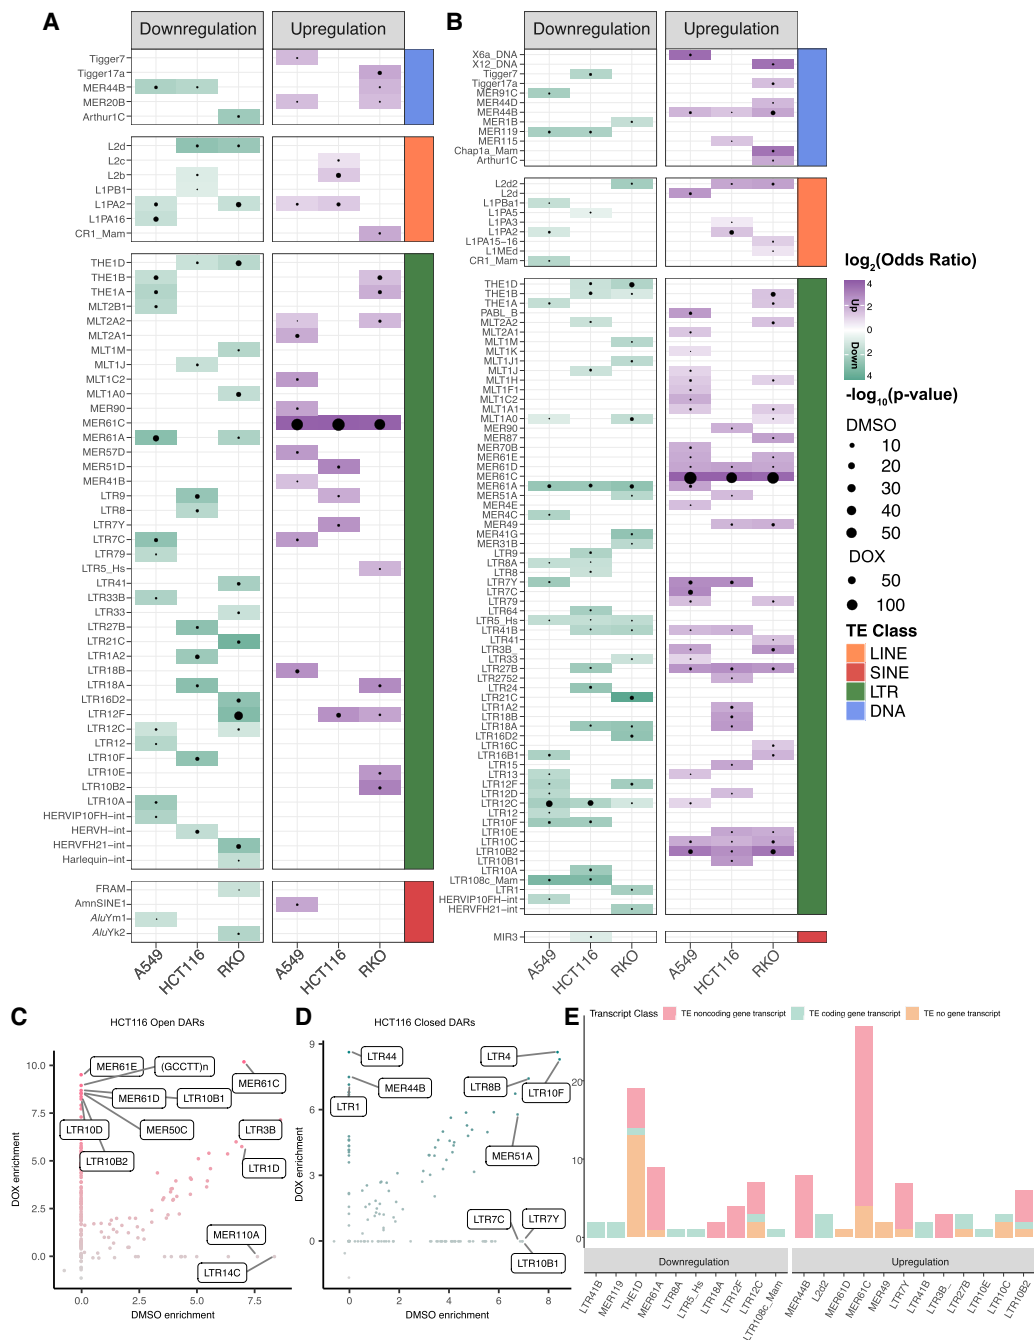 A
Downregulation
Upregulation
Tigger7
Tigger17a
MER44B
MER20B
Arthur1C
L2d
L2c
L2b
L1PB1
L1PA2
L1PA16
CR1_Mam
THE1D
THE1B
THE1A
MLT2B1
MLT2A2
MLT2A1
MLT1M
MLT1J
MLT1C2
MLT1A0
MER90
MER61C
MER61A
MER57D
MER51D
MER41B
LTR9
LTR8
LTR7Y
LTR7C
LTR79
LTR5_Hs
LTR41
LTR33B
LTR33
LTR27B
LTR21C
LTR1A2
LTR18B
LTR18A
LTR16D2
LTR12F
LTR12C
LTR12
LTR10F
LTR10E
LTR10B2
LTR10A
HERVIP10FH-int
HERVH-int
HERVFH21-int
Harlequin-int
FRAM
AmnSINE1
AluYm1
AluYk2
A549
HCT116
RKO
A549
HCT116
RKO
B
Downregulation
Upregulation
X6a_DNA
X12_DNA
Tigger7
Tigger17a
MER91C
MER44D
MER44B
MER1B
MER119
MER115
Chap1a_Mam
Arthur1C
L2d2
L2d
L1PBa1
L1PA5
L1PA3
L1PA2
L1PA15-16
L1MEd
CR1_Mam
THE1D
THE1B
THE1A
PABL_B
MLT2A2
MLT2A1
MLT1M
MLT1K
MLT1J1
MLT1J
MLT1H
MLT1F1
MLT1C2
MLT1A1
MLT1A0
MER90
MER87
MER70B
MER61E
MER61D
MER61C
MER61A
MER51A
MER4E
MER4C
MER49
MER41G
MER31B
LTR9
LTR8A
LTR8
LTR7Y
LTR7C
LTR79
LTR64
LTR5_Hs
LTR41B
LTR41
LTR3B_
LTR33
LTR27B
LTR2752
LTR24
LTR21C
LTR1A2
LTR18B
LTR18A
LTR16D2
LTR16C
LTR16B1
LTR15
LTR13
LTR12F
LTR12D
LTR12C
LTR12
LTR10F
LTR10E
LTR10C
LTR10B2
LTR10B1
LTR10A
LTR108c_Mam
LTR1
HERVIP10FH-int
HERVFH21-int
MIR3
A549
HCT116
RKO
A549
HCT116
RKO
log2(Odds Ratio)
4
2
0
2
4
Up
Down
-log10(p-value)
DMSO
10
20
30
40
50
DOX
50
100
TE Class
LINE
SINE
LTR
DNA
C
HCT116 Open DARs
DOX enrichment
10.0
7.5
5.0
2.5
0.0
MER61E
(GCCTT)n
MER61C
MER61D
LTR10B1
LTR10D
MER50C
LTR3B
LTR10B2
LTR1D
MER110A
LTR14C
0.0
2.5
5.0
7.5
DMSO enrichment
D
HCT116 Closed DARs
DOX enrichment
9
6
3
0
LTR44
LTR4
MER44B
LTR8B
LTR10F
LTR1
MER51A
LTR7C
LTR7Y
LTR10B1
0
2
4
6
8
DMSO enrichment
E
Transcript Class
TE noncoding gene transcript
TE coding gene transcript
TE no gene transcript
20
10
0
Downregulation
Upregulation
LTR41B
MER119
THE1D
MER61A
LTR8A
LTR5_Hs
LTR18A
LTR12F
LTR12C
LTR108c_Mam
MER44B
L2d2
MER61D
MER61C
MER49
LTR7Y
LTR41B
LTR3B_
LTR27B
LTR10E
LTR10C
LTR10B2